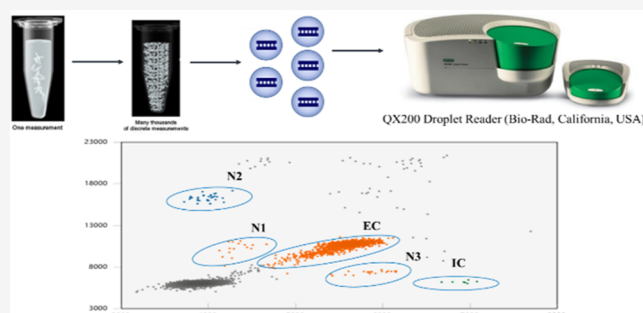 One measurement
Many thousands
of discrete measurements
QX200 Droplet Reader (Bio-Rad, California, USA)
23000
18000
13000
8000
3000
N2
N1
EC
N3
IC